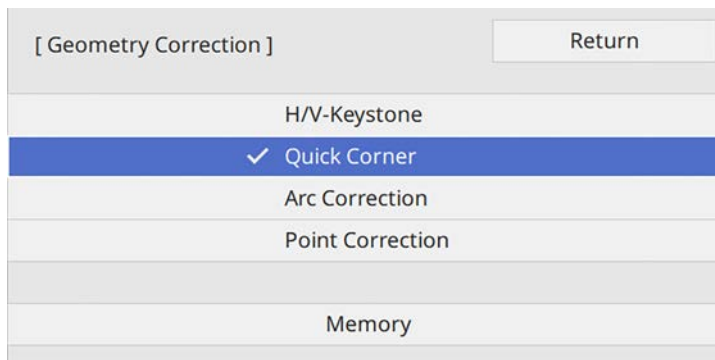 [ Geometry Correction ]
Return
H/V-Keystone
✓ Quick Corner
Arc Correction
Point Correction
Memory